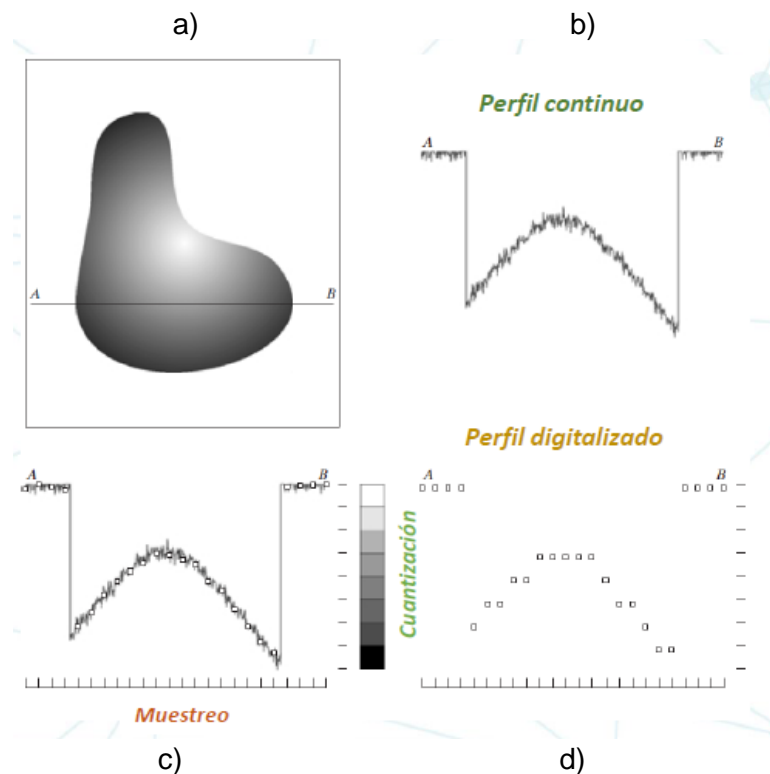 a)
b)
Perfil continuo
A
B
A
B
Perfil digitalizado
A
B
Cuantización
A
B
Muestreo
c)
d)